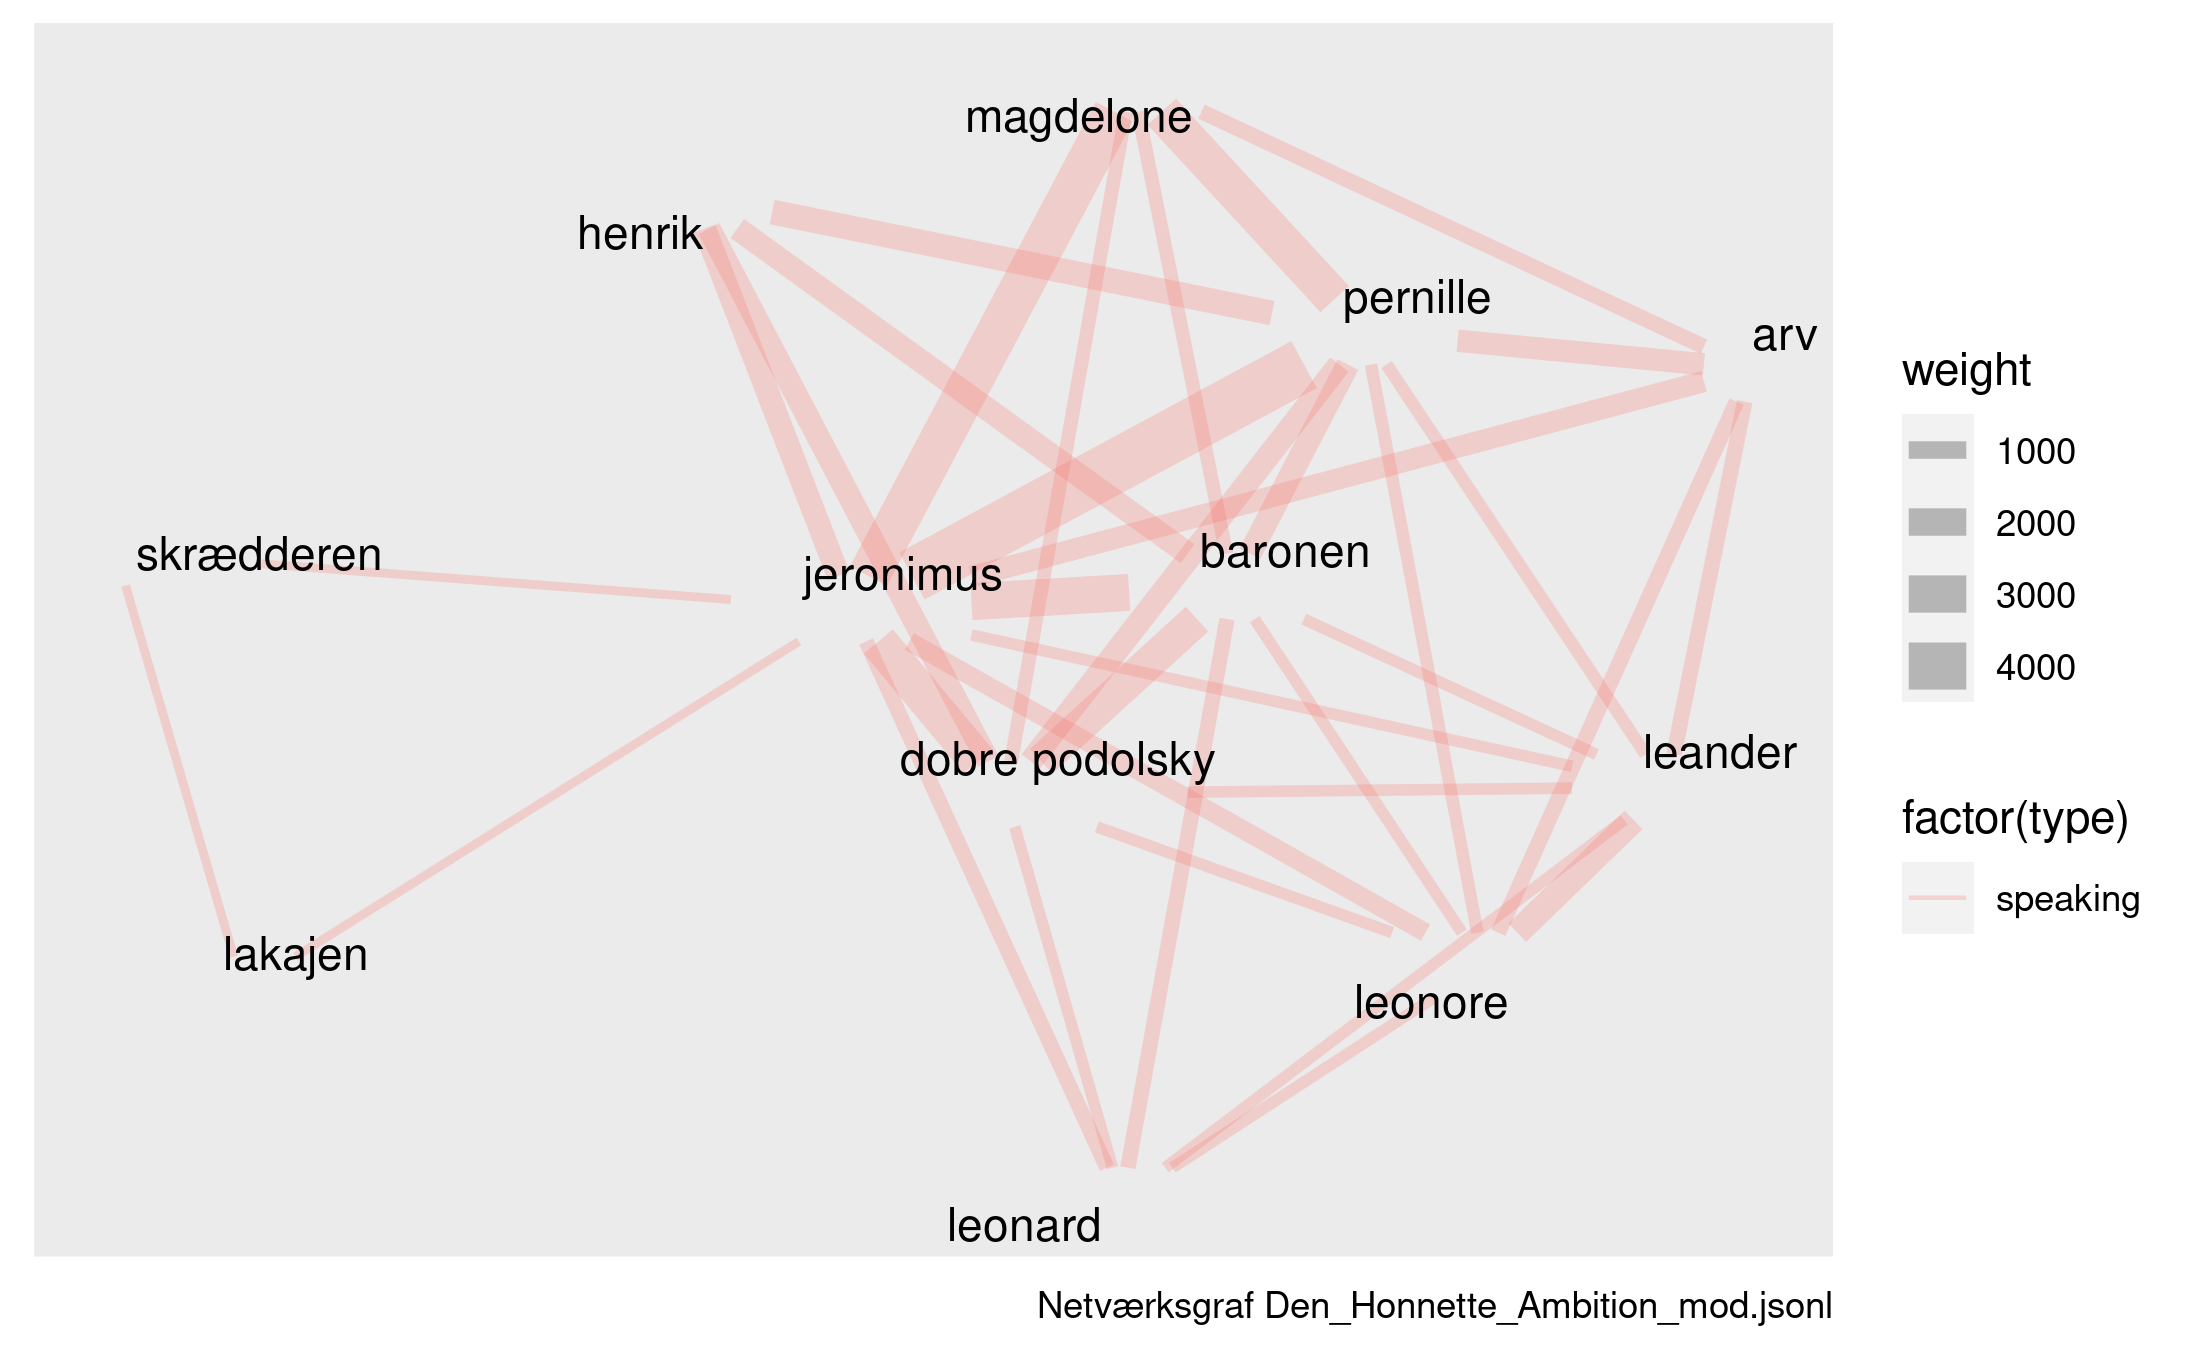 magdelone
henrik
pernille
arv
skrædderen
jeronimus
baronen
dobre podolsky
leander
lakajen
leonore
leonard
weight
1000
2000
3000
4000
factor(type)
speaking
Netværksgraf Den_Honnette_Ambition_mod.jsonl